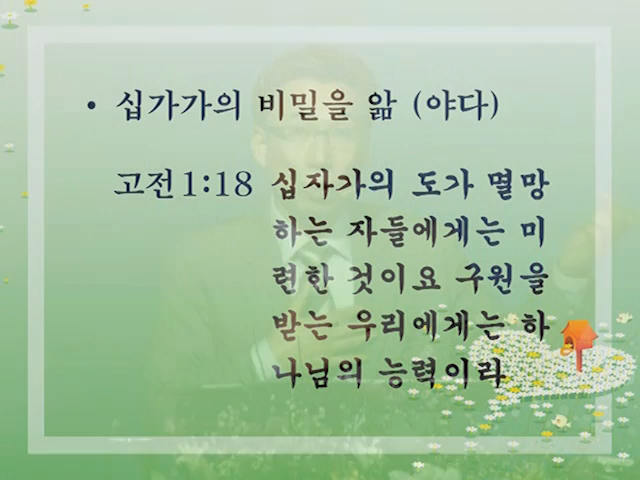 • 십가가의 비밀을 앎 (야다)
고전1:18 십자가의 도가 멸망
하는 자들에게는 미
련한 것이요 구원을
받는 우리에게는 하
나님의 능력이라